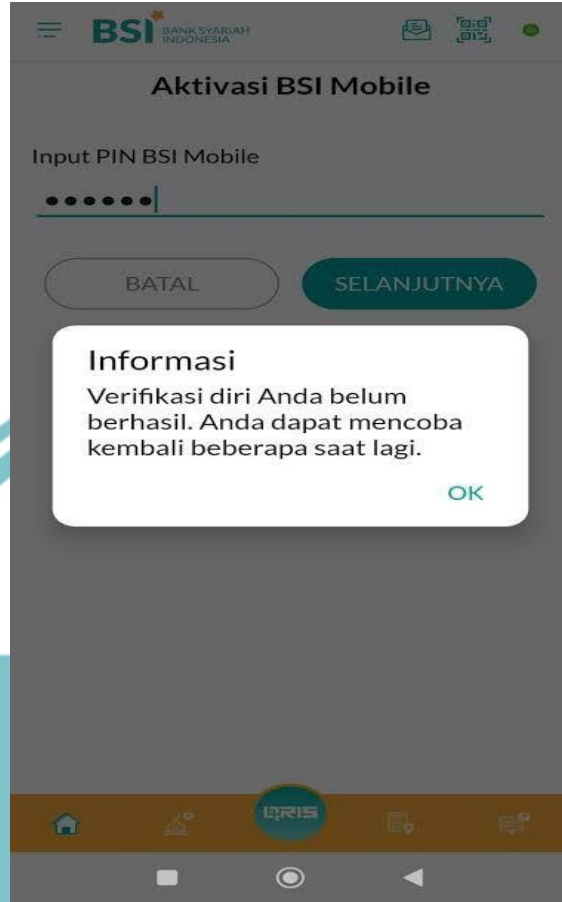 BSI BANK SYARIAH
INDONESIA
Aktivasi BSI Mobile
Input PIN BSI Mobile
BATAL
SELANJUTNYA
Informasi
Verifikasi diri Anda belum
berhasil. Anda dapat mencoba
kembali beberapa saat lagi.
OK
QRIS